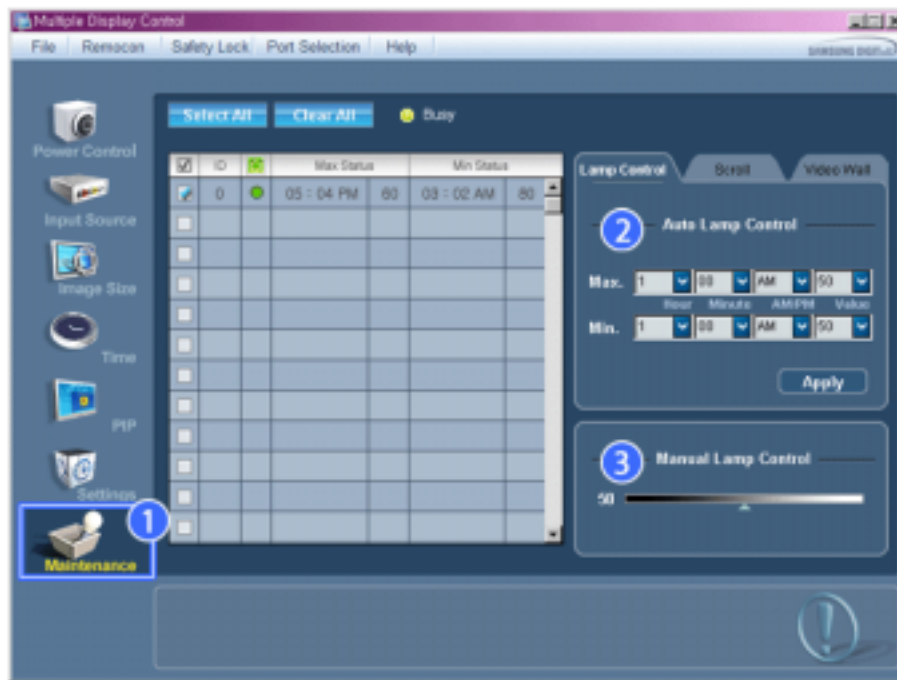 Multiple Display Control
File Remocon Safety Lock Port Selection Help
SAMSUNG DIGITall
Select All Clear All Busy
Power Control
Input Source
Image Size
Time
PIP
Settings
1
Maintenance
ID Max Status Min Status
0 05 : 04 PM 60 03 : 02 AM 80
Lamp Control Scroll Video Wall
2 Auto Lamp Control
Max. 1 00 AM 50
Hour Minute AM/PM Value
Min. 1 00 AM 50
Apply
3 Manual Lamp Control
50